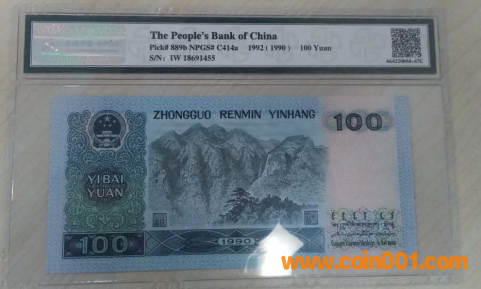 The People's Bank of China
Pick# 889b NPGS# C414a 1992 (1990) 100 Yuan
S/N: IW 18691455
ZHONGGUO RENMIN YINHANG
100
YIBAI
YUAN
100
1990
www.coin001.com